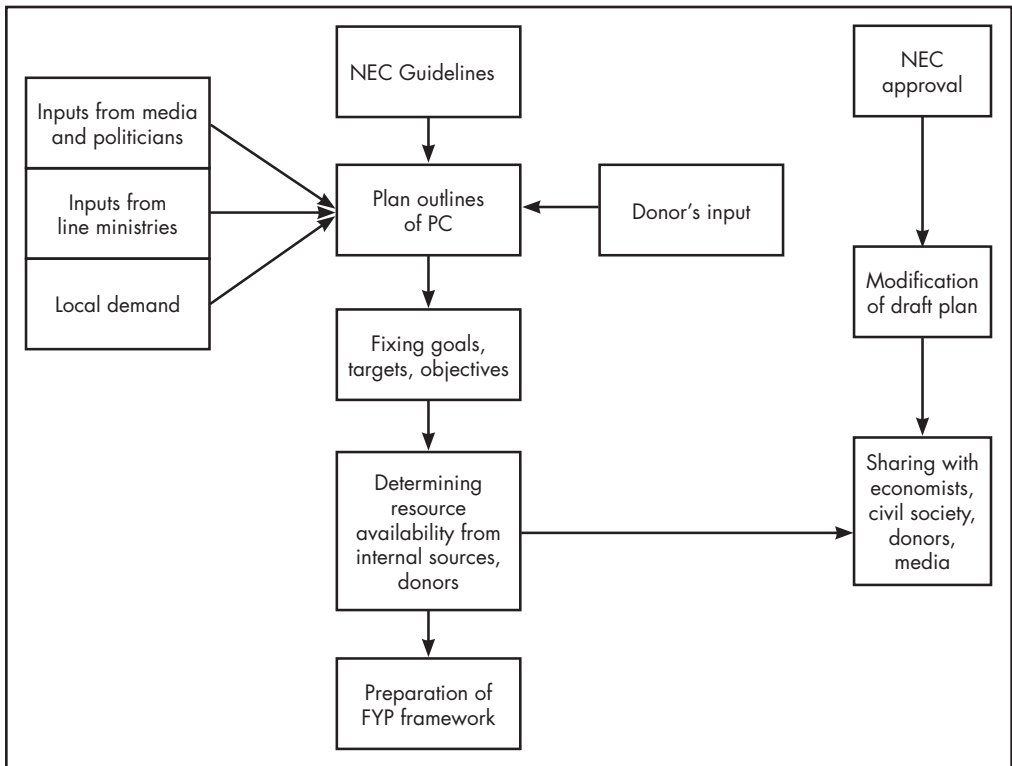 NEC Guidelines
NEC
approval
Inputs from media
and politicians
Inputs from
line ministries
Local demand
Plan outlines
of PC
Donor's input
Modification
of draft plan
Fixing goals,
targets, objectives
Determining
resource
availability from
internal sources,
donors
Sharing with
economists,
civil society,
donors,
media
Preparation of
FYP framework